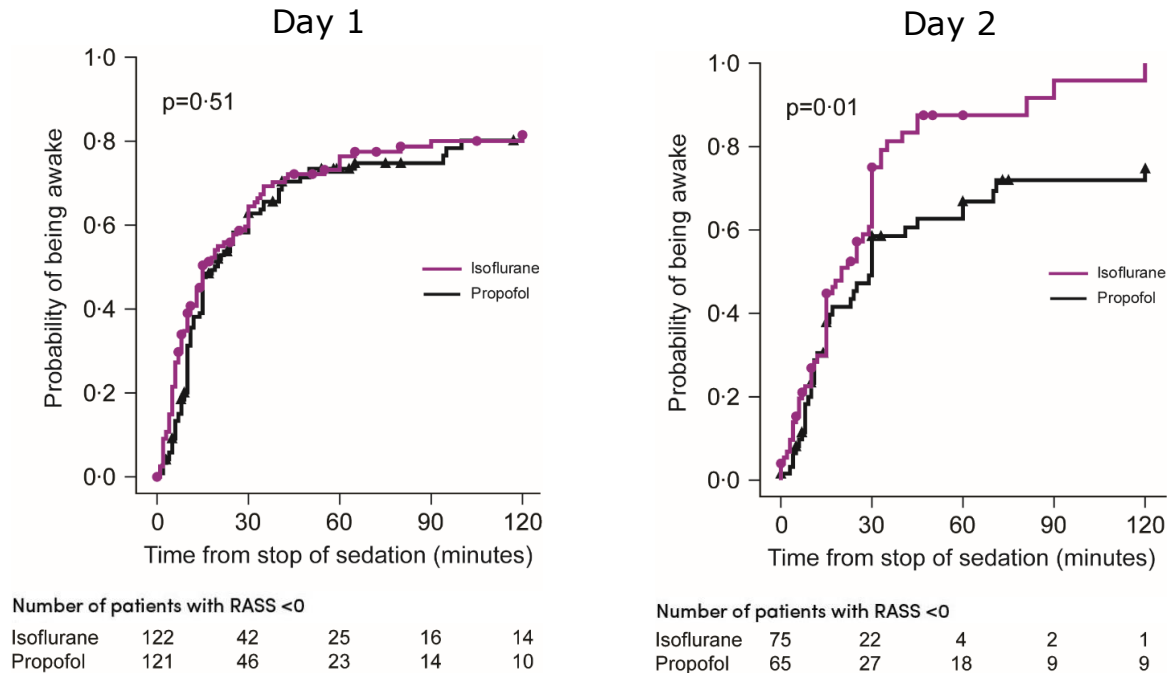 Day 1
p=0·51
Probability of being awake
1·0
0·8
0·6
0·4
0·2
0·0
Isoflurane
Propofol
0 30 60 90 120
Time from stop of sedation (minutes)
Number of patients with RASS <0
Isoflurane 122 42 25 16 14
Propofol 121 46 23 14 10
Day 2
p=0·01
Probability of being awake
1·0
0·8
0·6
0·4
0·2
0·0
Isoflurane
Propofol
0 30 60 90 120
Time from stop of sedation (minutes)
Number of patients with RASS <0
Isoflurane 75 22 4 2 1
Propofol 65 27 18 9 9